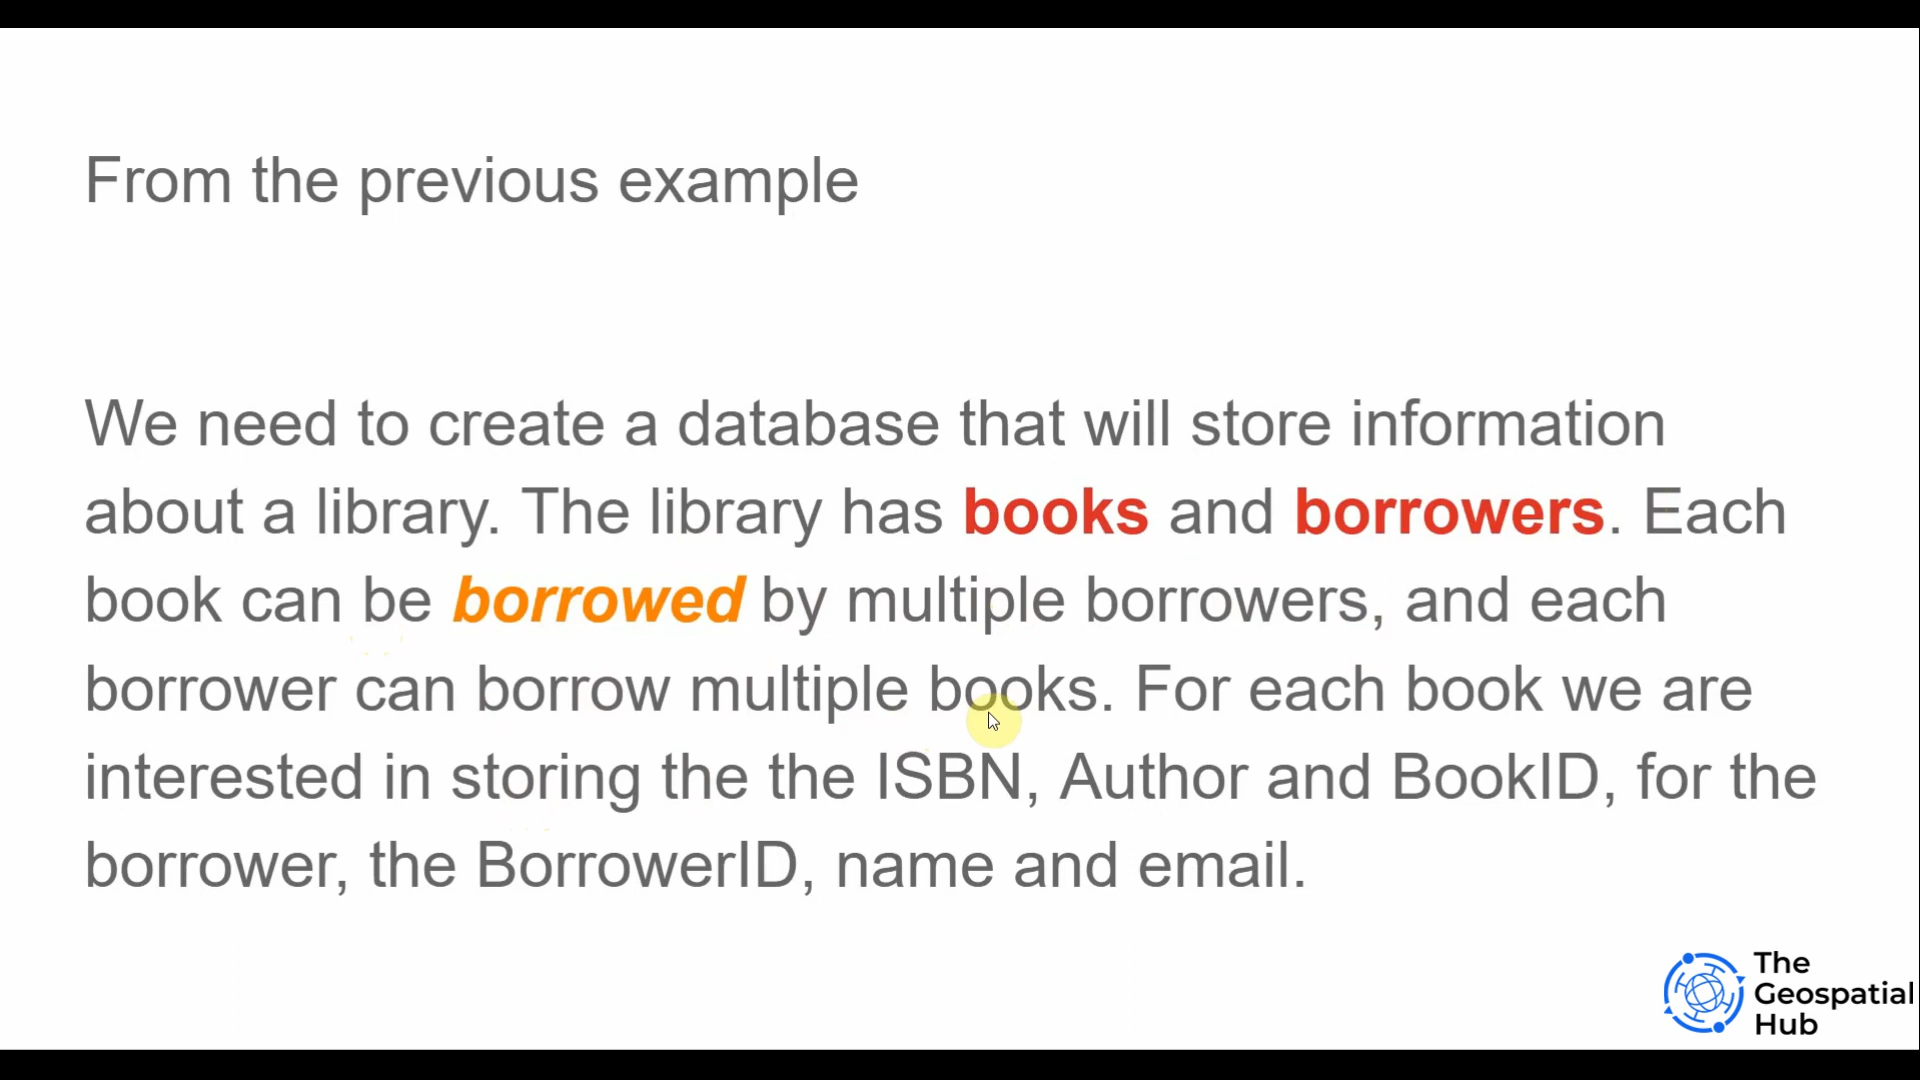 From the previous example
We need to create a database that will store information
about a library. The library has books and borrowers. Each
book can be borrowed by multiple borrowers, and each
borrower can borrow multiple books. For each book we are
interested in storing the the ISBN, Author and BookID, for the
borrower, the BorrowerID, name and email.
The
Geospatial
Hub